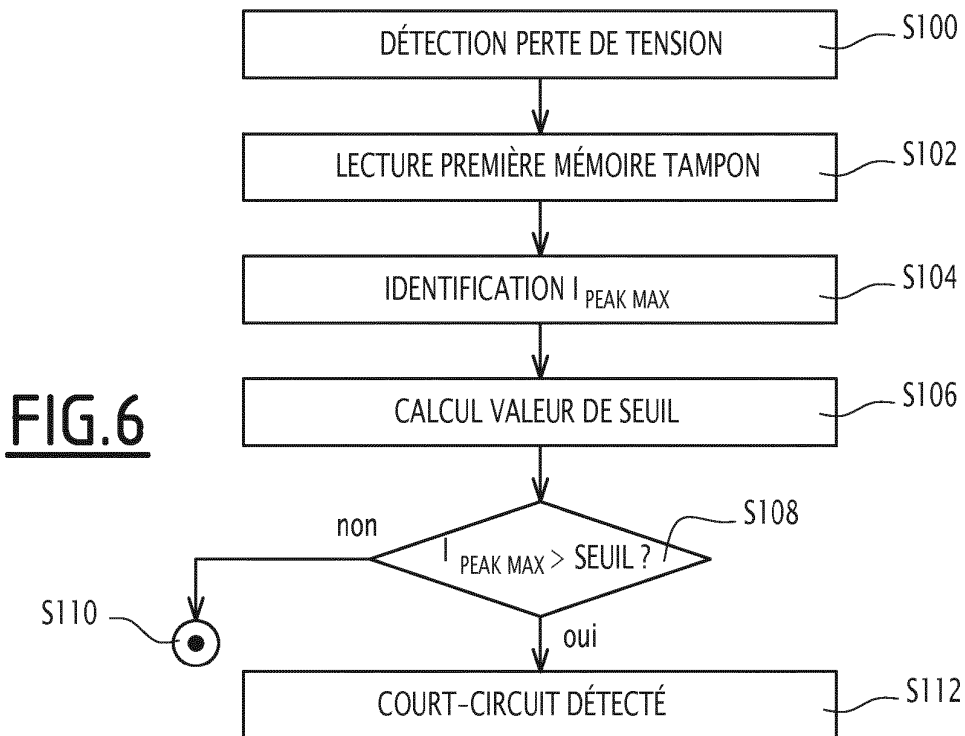 DÉTECTION PERTE DE TENSION
S100
LECTURE PREMIÈRE MÉMOIRE TAMPON
S102
IDENTIFICATION I PEAK MAX
S104
CALCUL VALEUR DE SEUIL
S106
FIG.6
non
I PEAK MAX > SEUIL ?
S108
S110
oui
COURT-CIRCUIT DÉTECTÉ
S112